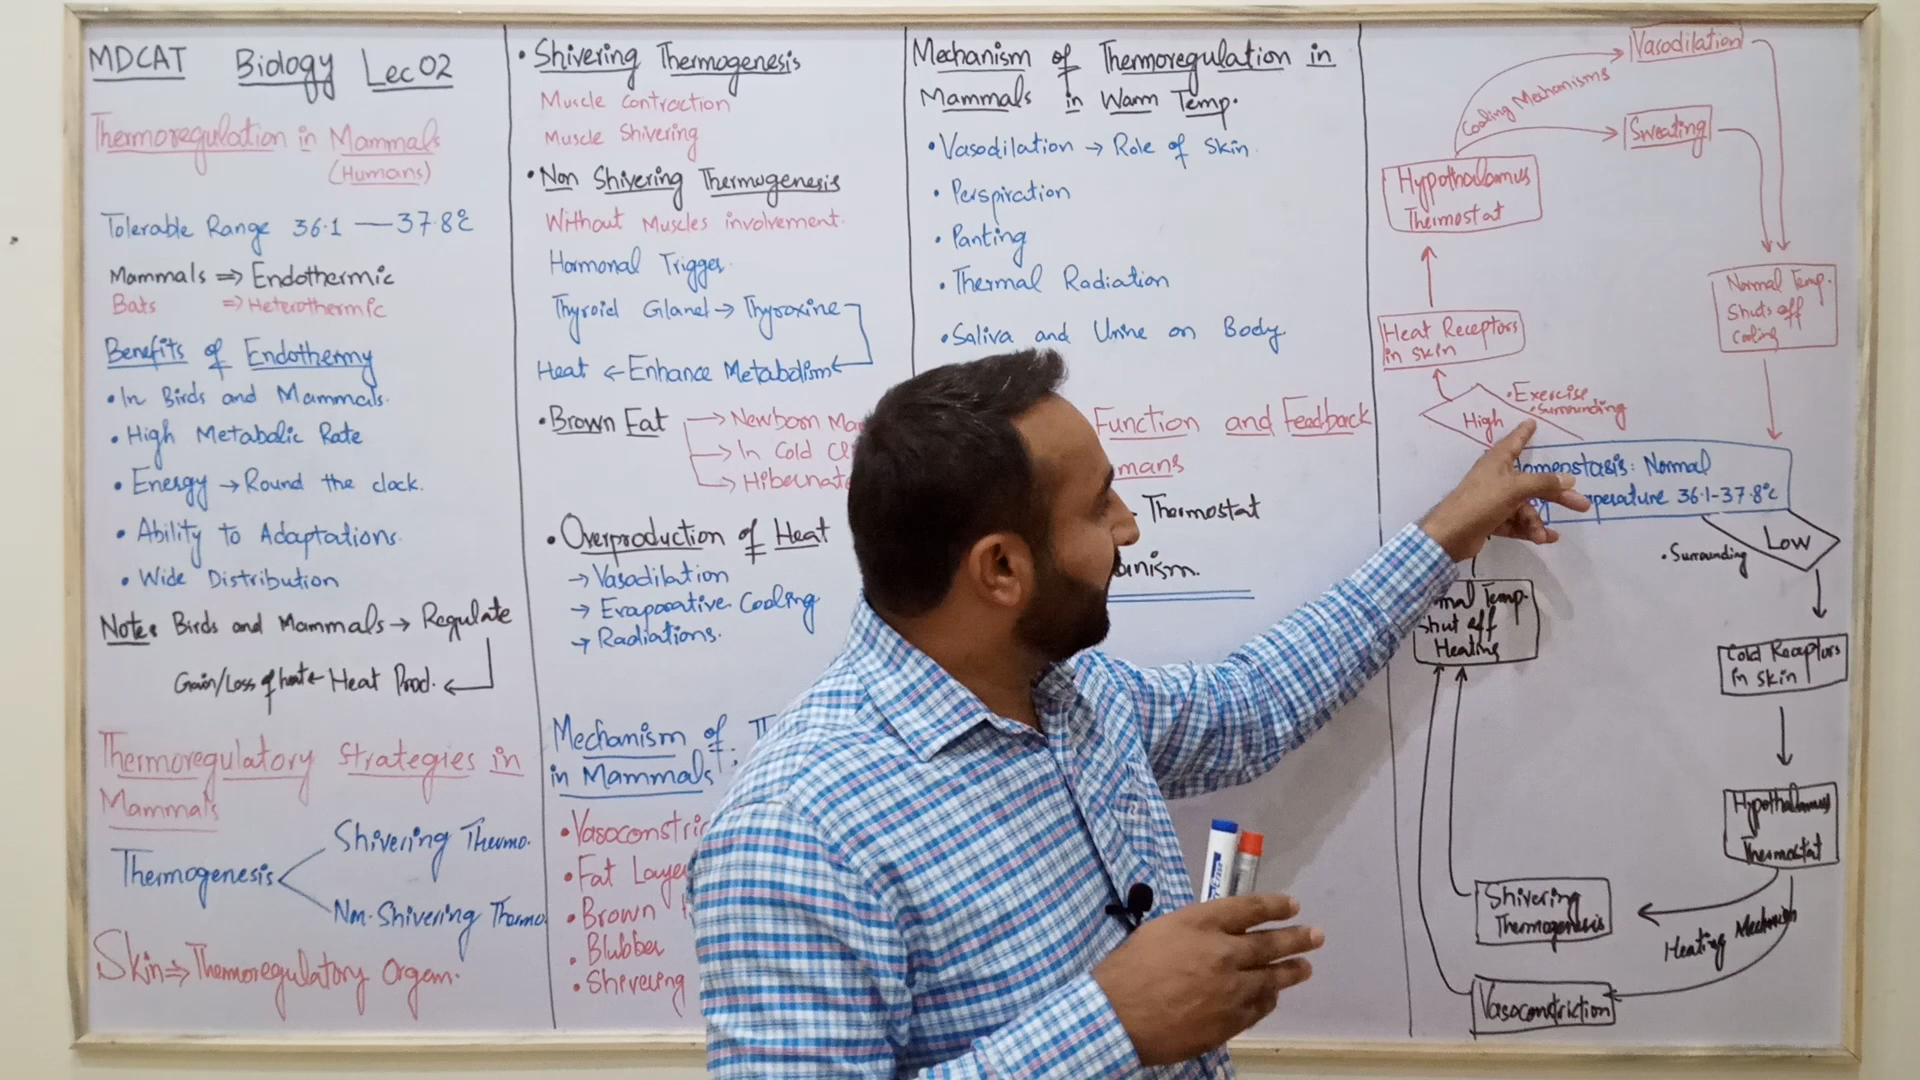 MDCAT Biology Lec 02
Thermoregulation in Mammals
(Humans)
Tolerable Range 36.1 — 37.8°C
Mammals ⇒ Endothermic
Bats ⇒ Heterothermic
Benefits of Endothermy
• In Birds and Mammals.
• High Metabolic Rate
• Energy → Round the clock.
• Ability to Adaptations.
• Wide Distribution
Note: Birds and Mammals → Regulate
Gain/Loss of heat ← Heat Prod. ←
Thermoregulatory Strategies in
Mammals
Shivering Thermo.
Thermogenesis
Non-Shivering Thermo
Skin ⇒ Thermoregulatory Organ.
• Shivering Thermogenesis
Muscle contraction
Muscle Shivering
• Non Shivering Thermogenesis
Without Muscles involvement.
Hormonal Trigger.
Thyroid Gland → Thyroxine
Heat ← Enhance Metabolism ←
• Brown Fat → Newborn
→ In Cold
→ Hibernate
• Overproduction of Heat
→ Vasodilation
→ Evaporative Cooling
→ Radiations.
Mechanism of
in Mammals
• Fat Layer
• Brown
• Blubber
• Shivering
Mechanism of Thermoregulation in
Mammals in Warm Temp.
• Vasodilation → Role of Skin.
• Perspiration
• Panting
• Thermal Radiation
• Saliva and Urine on Body
Function and Feedback
Thermostat
Vasodilation
Cooling Mechanisms
Sweating
Hypothalamus
Thermostat
Normal Temp.
Shuts off
Cooling
Heat Receptors
in skin
• Exercise
• Surrounding
High
Homeostasis: Normal
36.1-37.8°C
Low
• Surrounding
Temp.
Shut off
Heating
Cold Receptors
in skin
Hypothalamus
Thermostat
Shivering
Thermogenesis
Heating Mechanism
Vasoconstriction